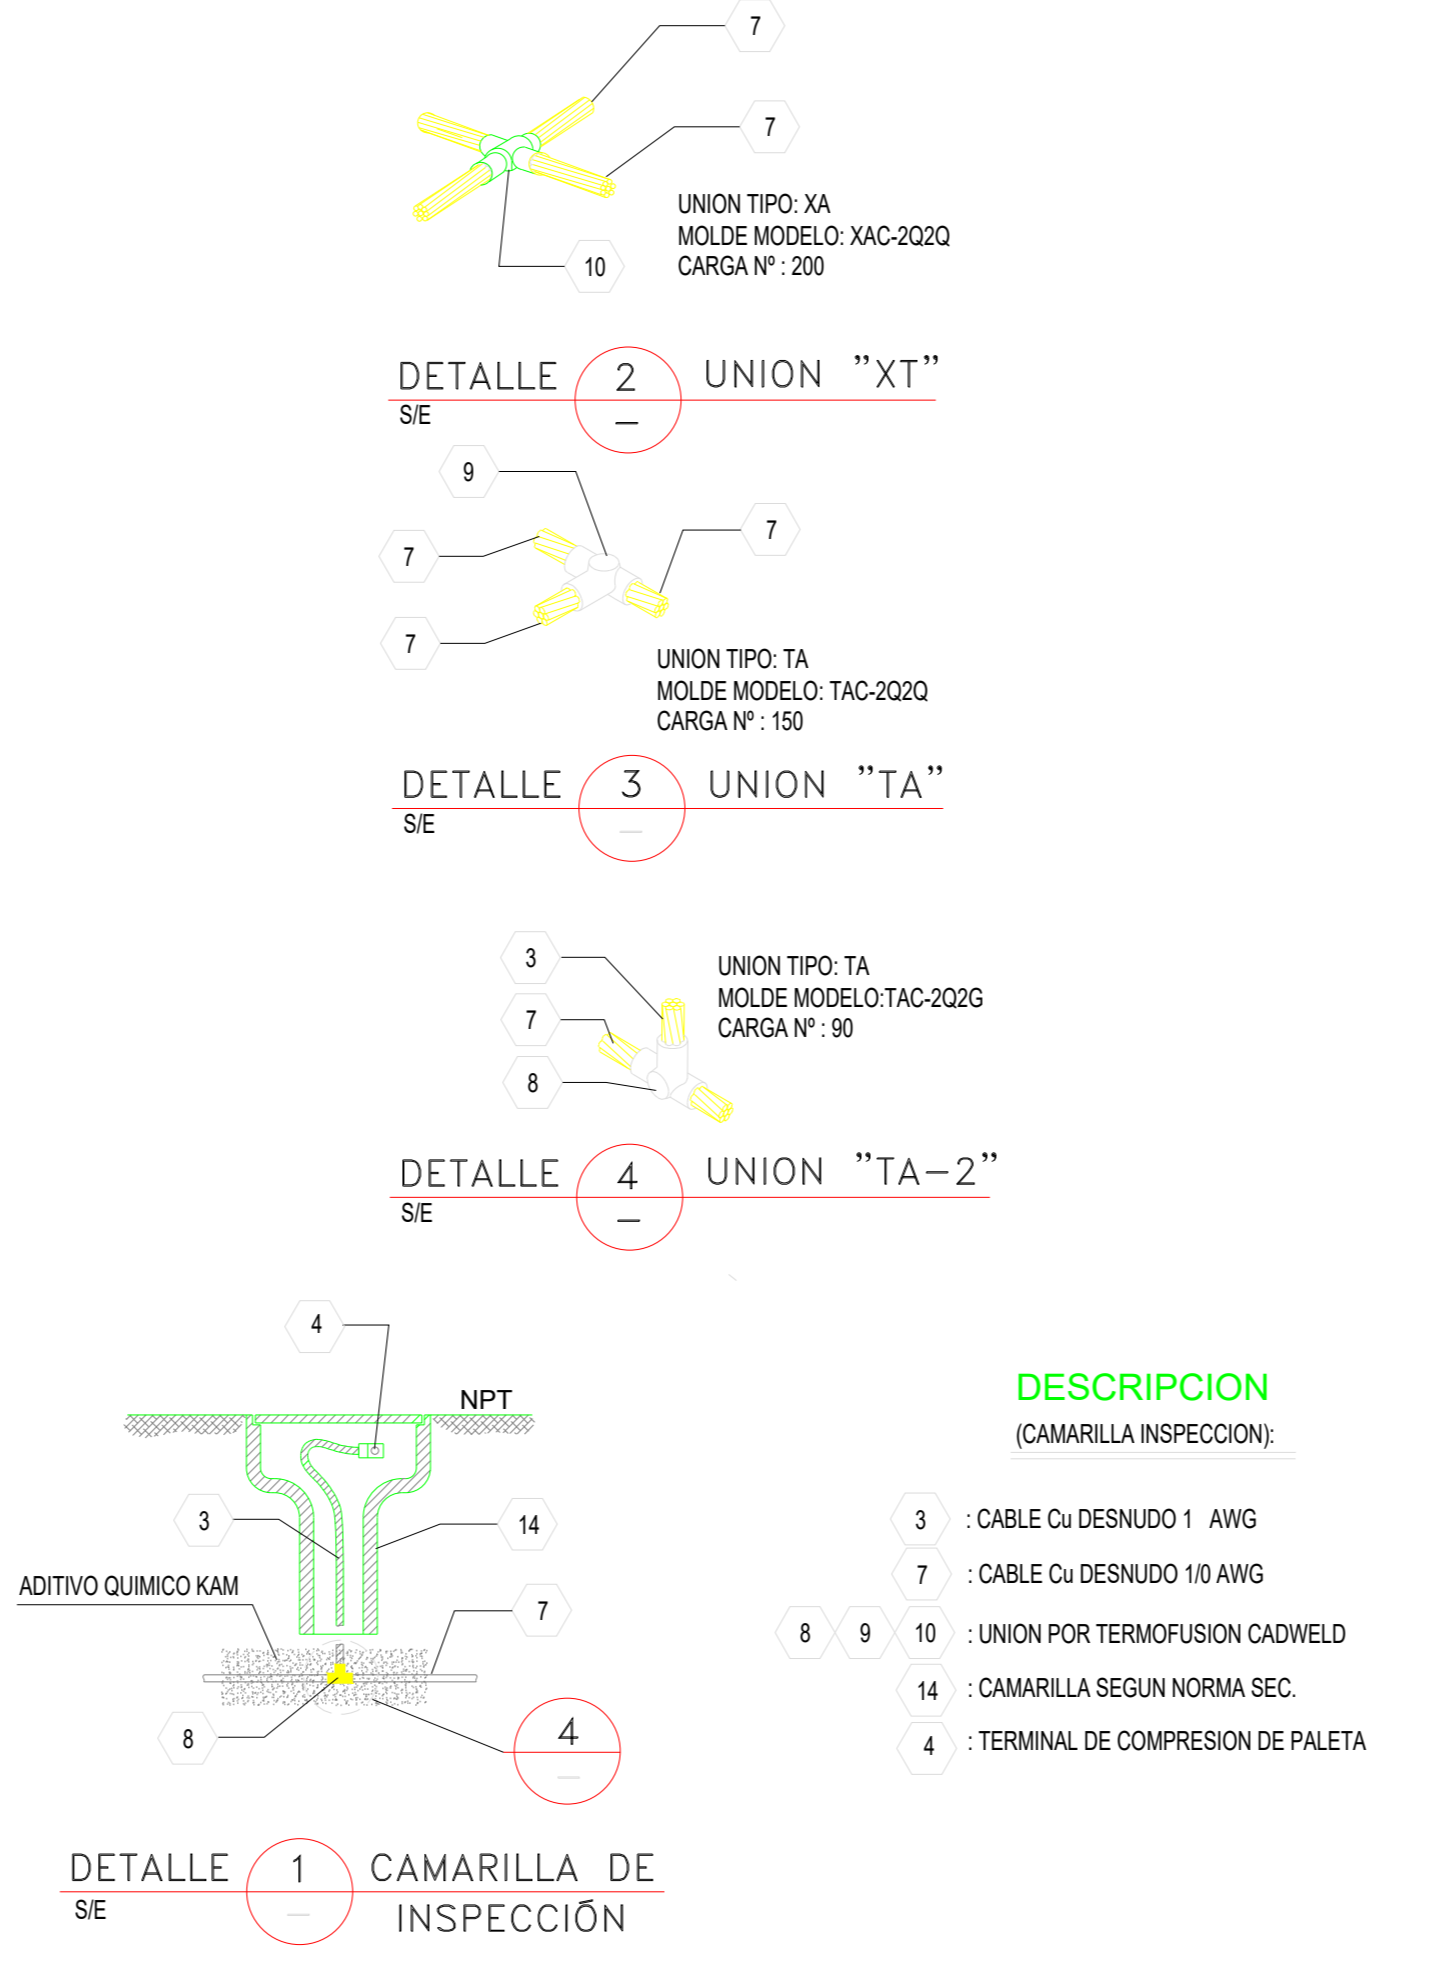 7
7
UNION TIPO: XA
MOLDE MODELO: XAC-2Q2Q
CARGA Nº : 200
10
DETALLE 2 UNION "XT"
S/E –
9
7
7
7
UNION TIPO: TA
MOLDE MODELO: TAC-2Q2Q
CARGA Nº : 150
DETALLE 3 UNION "TA"
S/E –
3
7
8
UNION TIPO: TA
MOLDE MODELO:TAC-2Q2G
CARGA Nº : 90
DETALLE 4 UNION "TA-2"
S/E –
4
NPT
3
14
ADITIVO QUIMICO KAM
7
8
4
–
DETALLE 1 CAMARILLA DE
S/E – INSPECCIÓN
DESCRIPCION
(CAMARILLA INSPECCION):
3 : CABLE Cu DESNUDO 1 AWG
7 : CABLE Cu DESNUDO 1/0 AWG
8 9 10 : UNION POR TERMOFUSION CADWELD
14 : CAMARILLA SEGUN NORMA SEC.
4 : TERMINAL DE COMPRESION DE PALETA